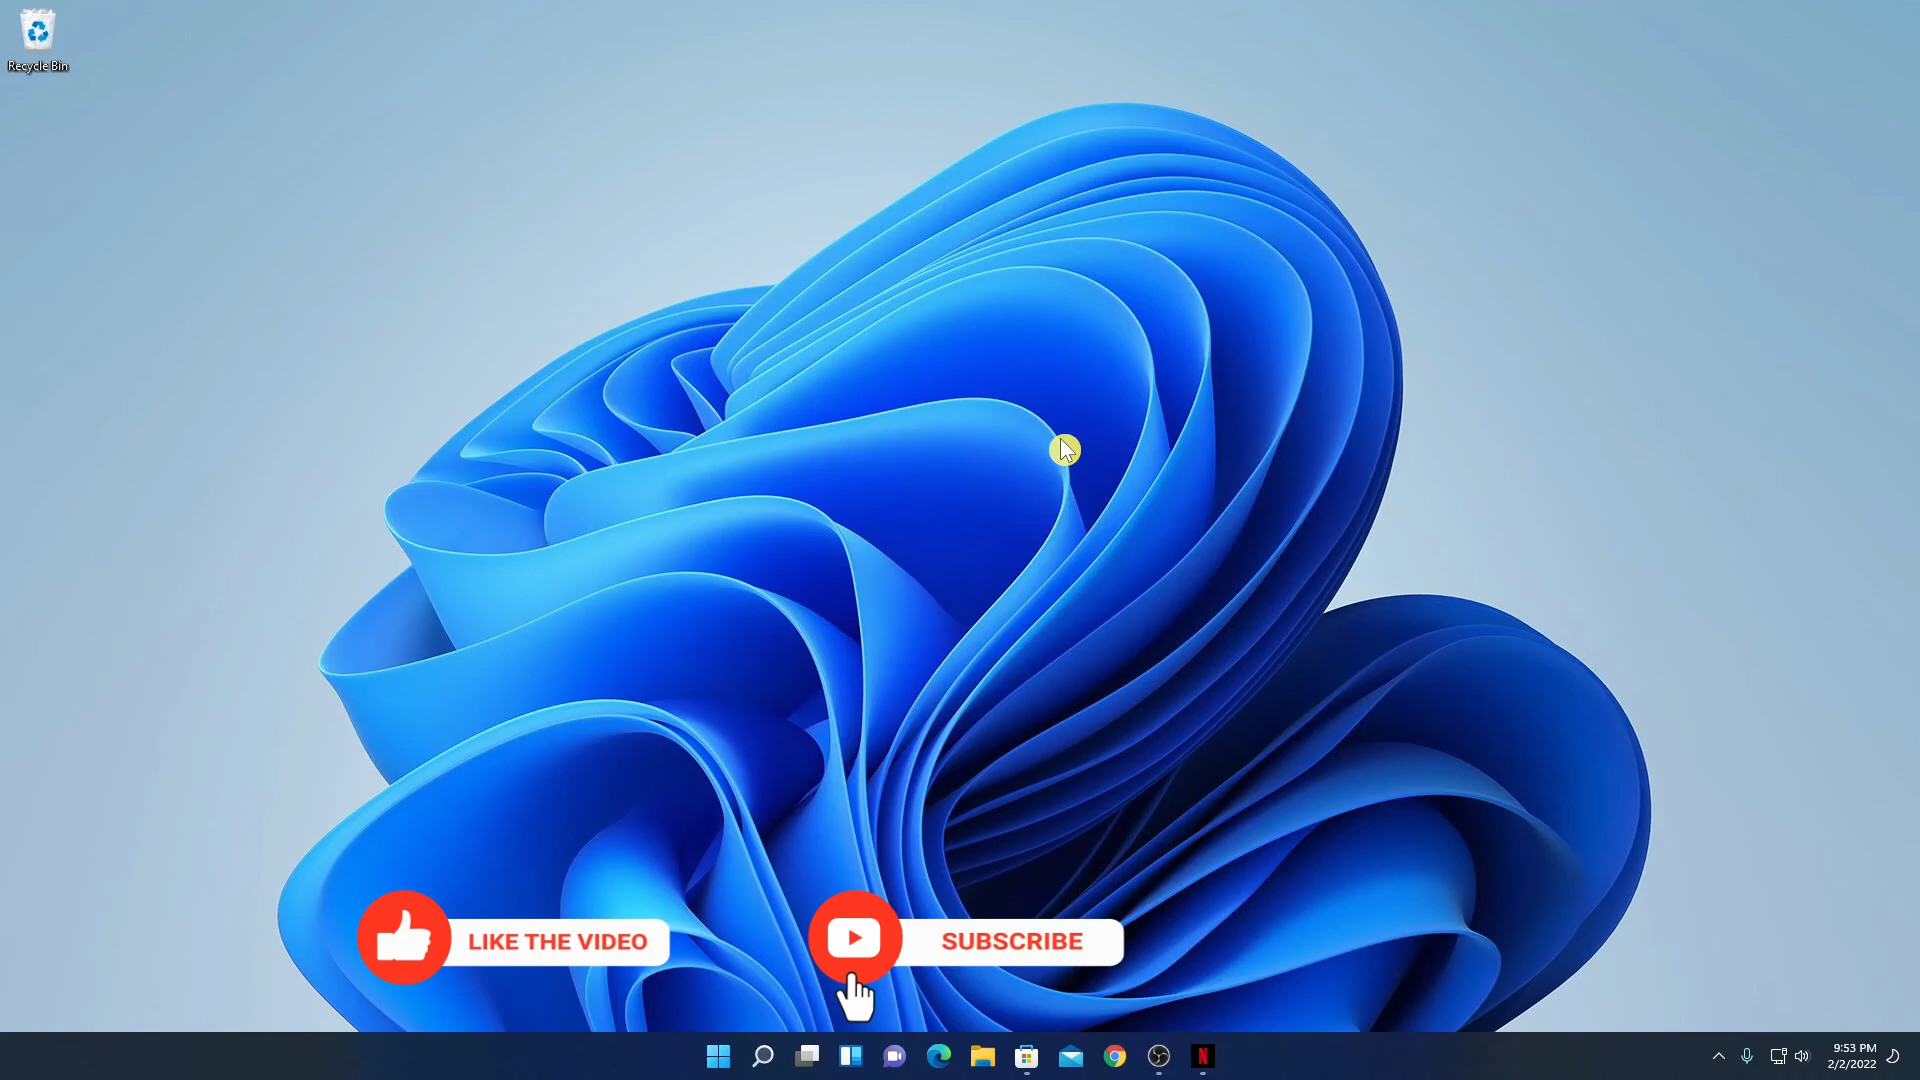 Recycle Bin
LIKE THE VIDEO
SUBSCRIBE
N
9:53 PM
2/2/2022